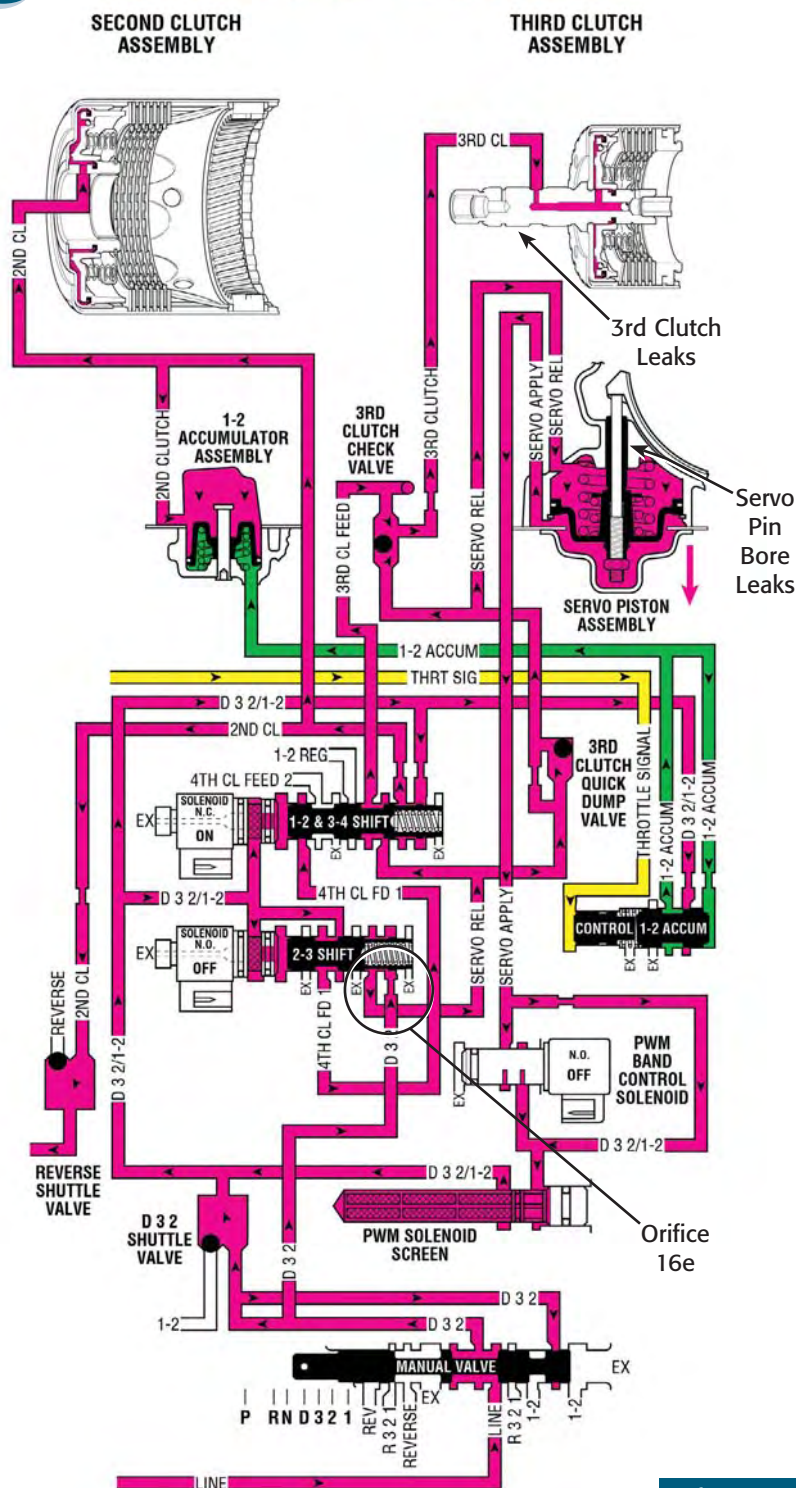 SECOND CLUTCH
ASSEMBLY
THIRD CLUTCH
ASSEMBLY
3RD CL
2ND CL
3rd Clutch
Leaks
SERVO APPLY
SERVO REL
2ND CLUTCH
1-2
ACCUMULATOR
ASSEMBLY
3RD
CLUTCH
CHECK
VALVE
3RD CLUTCH
SERVO REL
3RD CL FEED
Servo
Pin
Bore
Leaks
SERVO PISTON
ASSEMBLY
1-2 ACCUM
THRT SIG
D 3 2/1-2
2ND CL
1-2 REG
4TH CL FEED 2
3RD
CLUTCH
QUICK
DUMP
VALVE
THROTTLE SIGNAL
1-2 ACCUM
D 3 2/1-2
1-2 ACCUM
SOLENOID
N.C.
ON
EX
1-2 & 3-4 SHIFT
EX
EX
D 3 2/1-2
4TH CL FD 1
SERVO REL
SERVO APPLY
CONTROL
1-2 ACCUM
EX
EX
SOLENOID
N.O.
OFF
EX
2-3 SHIFT
EX
EX
EX
4TH CL FD 1
D 3
REVERSE
2ND CL
D 3 2/1-2
N.O.
OFF
EX
PWM
BAND
CONTROL
SOLENOID
D 3 2/1-2
REVERSE
SHUTTLE
VALVE
D 3 2/1-2
D 3 2
SHUTTLE
VALVE
D 3 2
PWM SOLENOID
SCREEN
Orifice
16e
1-2
D 3 2
D 3 2
MANUAL VALVE
EX
P R N D 3 2 1
REV
R 3 2 1
REVERSE
EX
LINE
R 3 2 1
1-2
1-2
LINE